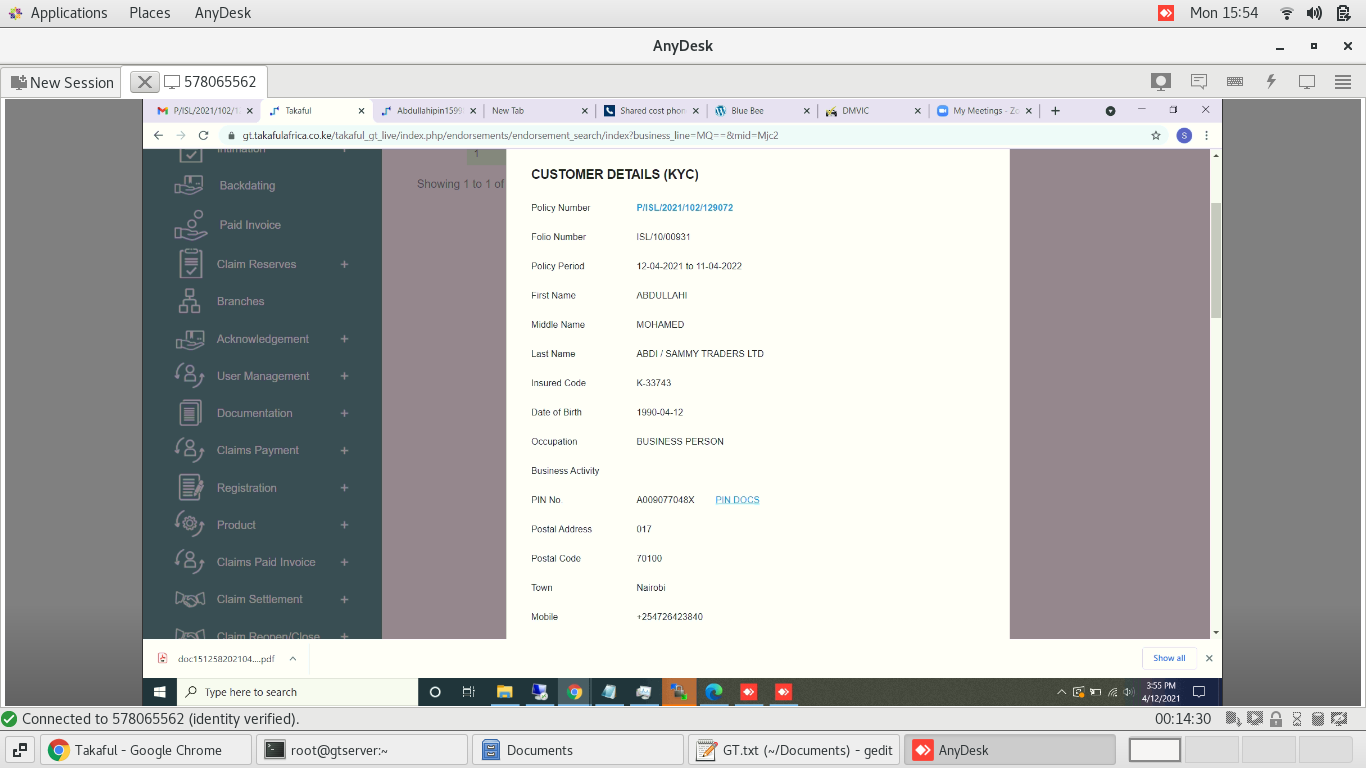 Applications Places AnyDesk Mon 15:54
AnyDesk
New Session 578065562
P/ISL/2021/102/1 Takaful Abdullahipin1599 New Tab Shared cost phon Blue Bee DMVIC My Meetings - Zo
gt.takafulafrica.co.ke/takaful_gt_live/index.php/endorsements/endorsement_search/index?business_line=MQ==&mid=Mjc2 S
Intimation +
Backdating
Paid Invoice
Claim Reserves +
Branches
Acknowledgement +
User Management +
Documentation +
Claims Payment +
Registration +
Product +
Claims Paid Invoice +
Claim Settlement +
Claim Reopen/Close +
1
Showing 1 to 1 of
CUSTOMER DETAILS (KYC)
Policy Number P/ISL/2021/102/129072
Folio Number ISL/10/00931
Policy Period 12-04-2021 to 11-04-2022
First Name ABDULLAHI
Middle Name MOHAMED
Last Name ABDI / SAMMY TRADERS LTD
Insured Code K-33743
Date of Birth 1990-04-12
Occupation BUSINESS PERSON
Business Activity
PIN No A009077048X PIN DOCS
Postal Address 017
Postal Code 70100
Town Nairobi
Mobile +254726423840
doc151258202104....pdf Show all
Type here to search 3:55 PM
4/12/2021
Connected to 578065562 (identity verified). 00:14:30
Takaful - Google Chrome root@gtserver:~ Documents GT.txt (~/Documents) - gedit AnyDesk